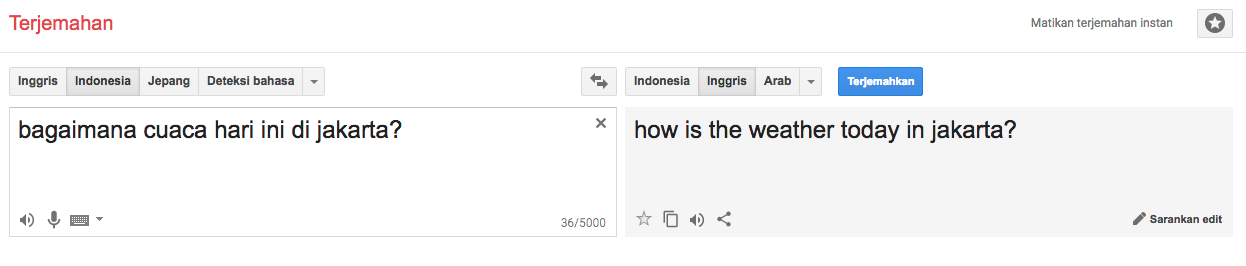 Terjemahan
Matikan terjemahan instan
Inggris Indonesia Jepang Deteksi bahasa
Indonesia Inggris Arab Terjemahkan
bagaimana cuaca hari ini di jakarta?
36/5000
how is the weather today in jakarta?
Sarankan edit